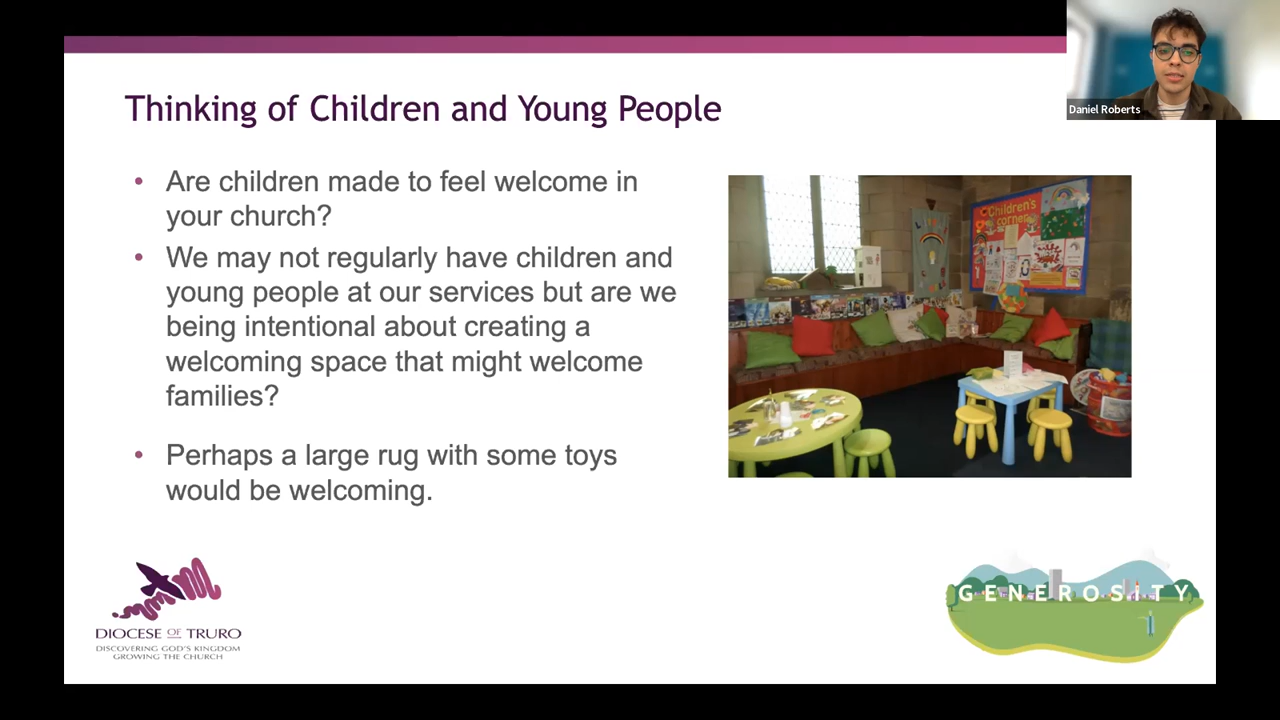 Daniel Roberts
Thinking of Children and Young People
• Are children made to feel welcome in
your church?
• We may not regularly have children and
young people at our services but are we
being intentional about creating a
welcoming space that might welcome
families?
• Perhaps a large rug with some toys
would be welcoming.
Children's
corner
DIOCESE OF TRURO
DISCOVERING GOD'S KINGDOM
GROWING THE CHURCH
GENEROSITY